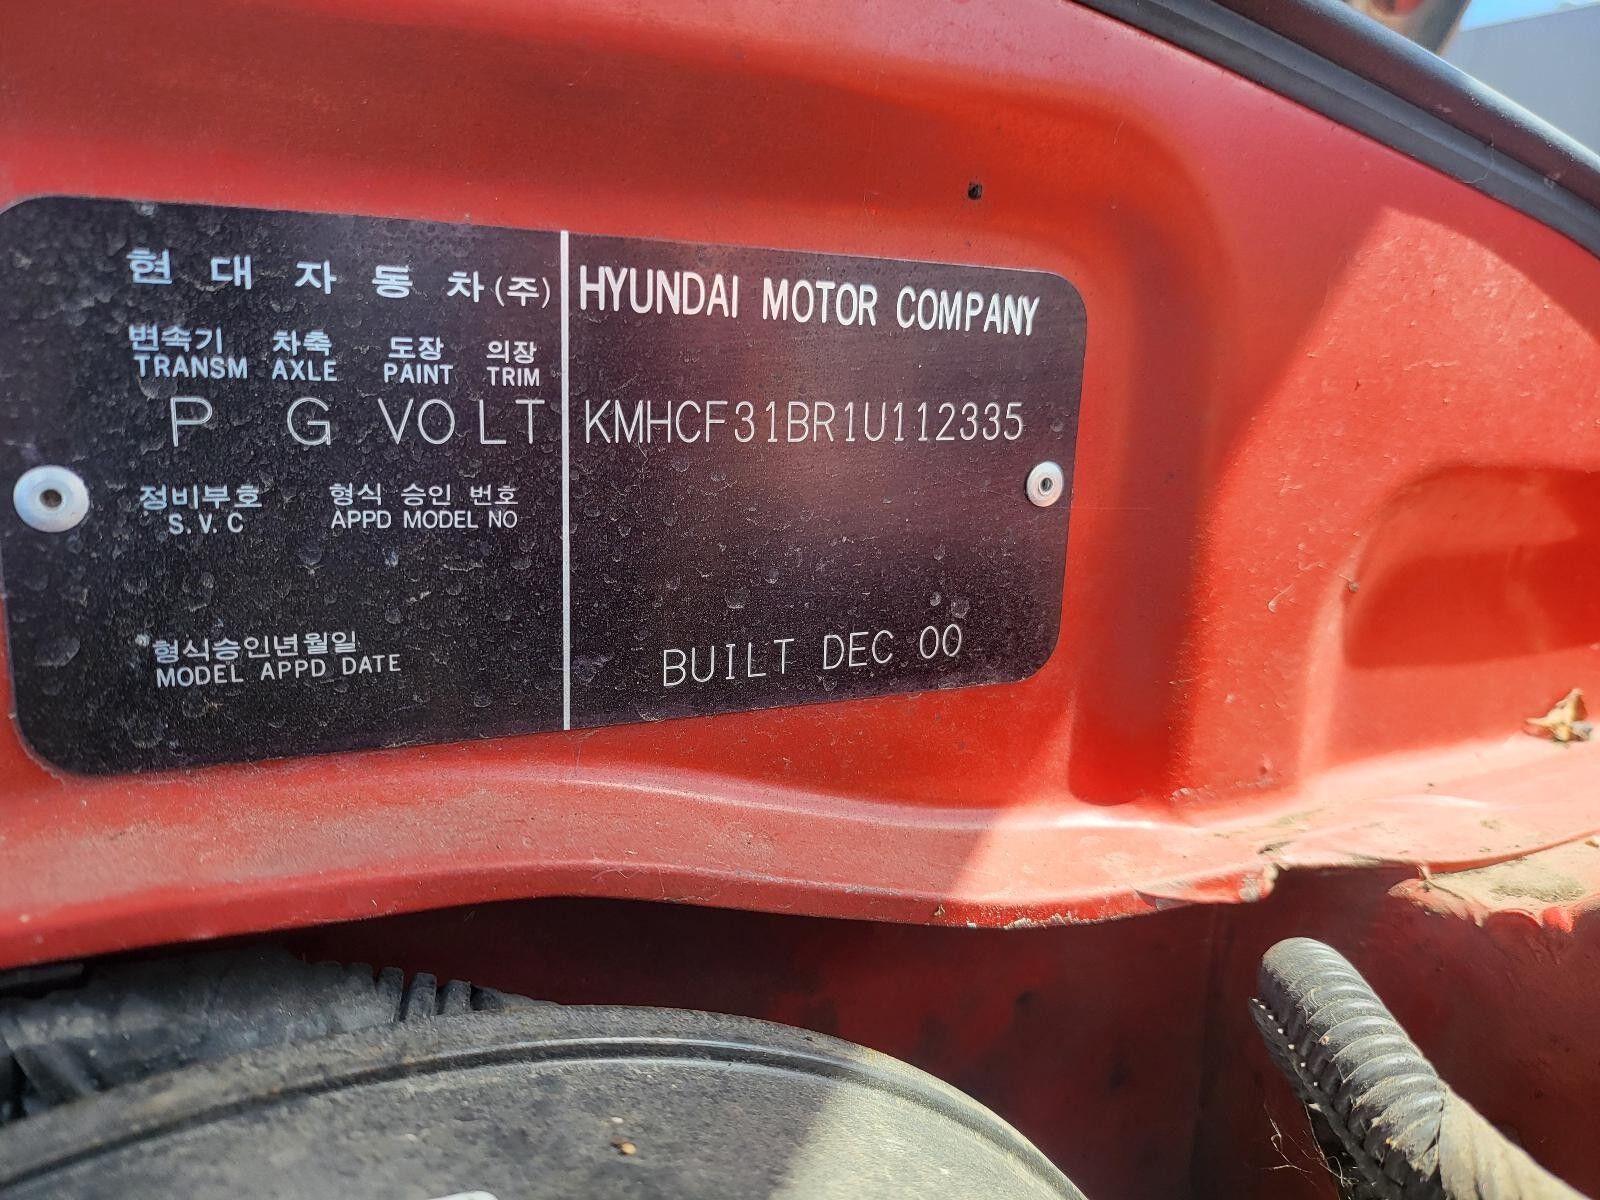 현대자동차(주)
변속기 차축 도장 의장
TRANSM AXLE PAINT TRIM
P G VO LT
정비부호 형식 승인 번호
S.V.C APPD MODEL NO
형식승인년월일
MODEL APPD DATE
HYUNDAI MOTOR COMPANY
KMHCF31BR1U112335
BUILT DEC 00